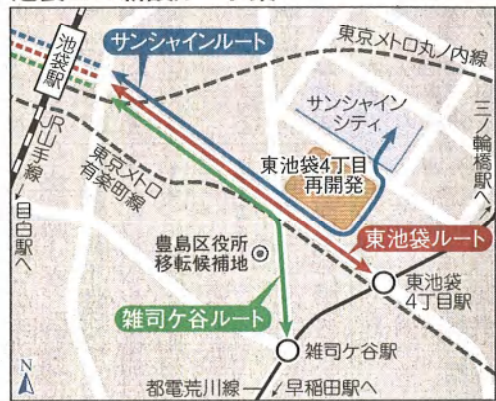 池袋駅
サンシャインルート
東京メトロ丸ノ内線
サンシャイン
シティ
三ノ輪橋駅へ
JR山手線
目白駅へ
東京メトロ
有楽町線
東池袋4丁目
再開発
豊島区役所
移転候補地
東池袋ルート
東池袋
4丁目駅
雑司ケ谷ルート
雑司ケ谷駅
N
都電荒川線
早稲田駅へ